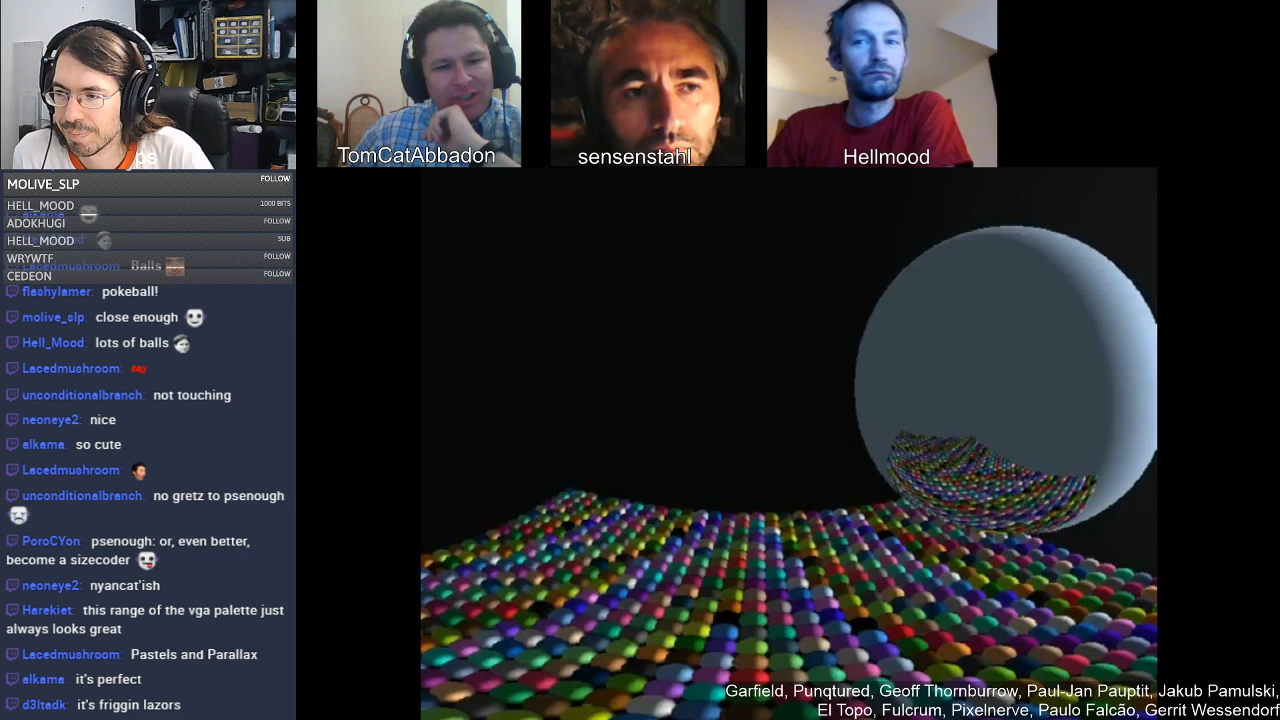 ps
TomCatAbbadon
sensenstahl
Hellmood
MOLIVE_SLP FOLLOW
HELL_MOOD 1000 BITS
alkama:
ADOKHUGI FOLLOW
HELL_MOOD SUB
WRYWTF FOLLOW
Lacedmushroom: Balls
CEDEON FOLLOW
flashylamer: pokeball!
molive_slp: close enough
Hell_Mood: lots of balls
Lacedmushroom:
unconditionalbranch: not touching
neoneye2: nice
alkama: so cute
Lacedmushroom:
unconditionalbranch: no gretz to psenough
PoroCYon: psenough: or, even better,
become a sizecoder
neoneye2: nyancat'ish
Harekiet: this range of the vga palette just
always looks great
Lacedmushroom: Pastels and Parallax
alkama: it's perfect
d3ltadk: it's friggin lazors
Garfield, Punqtured, Geoff Thornburrow, Paul-Jan Pauptit, Jakub Pamulski,
El Topo, Fulcrum, Pixelnerve, Paulo Falcão, Gerrit Wessendorf